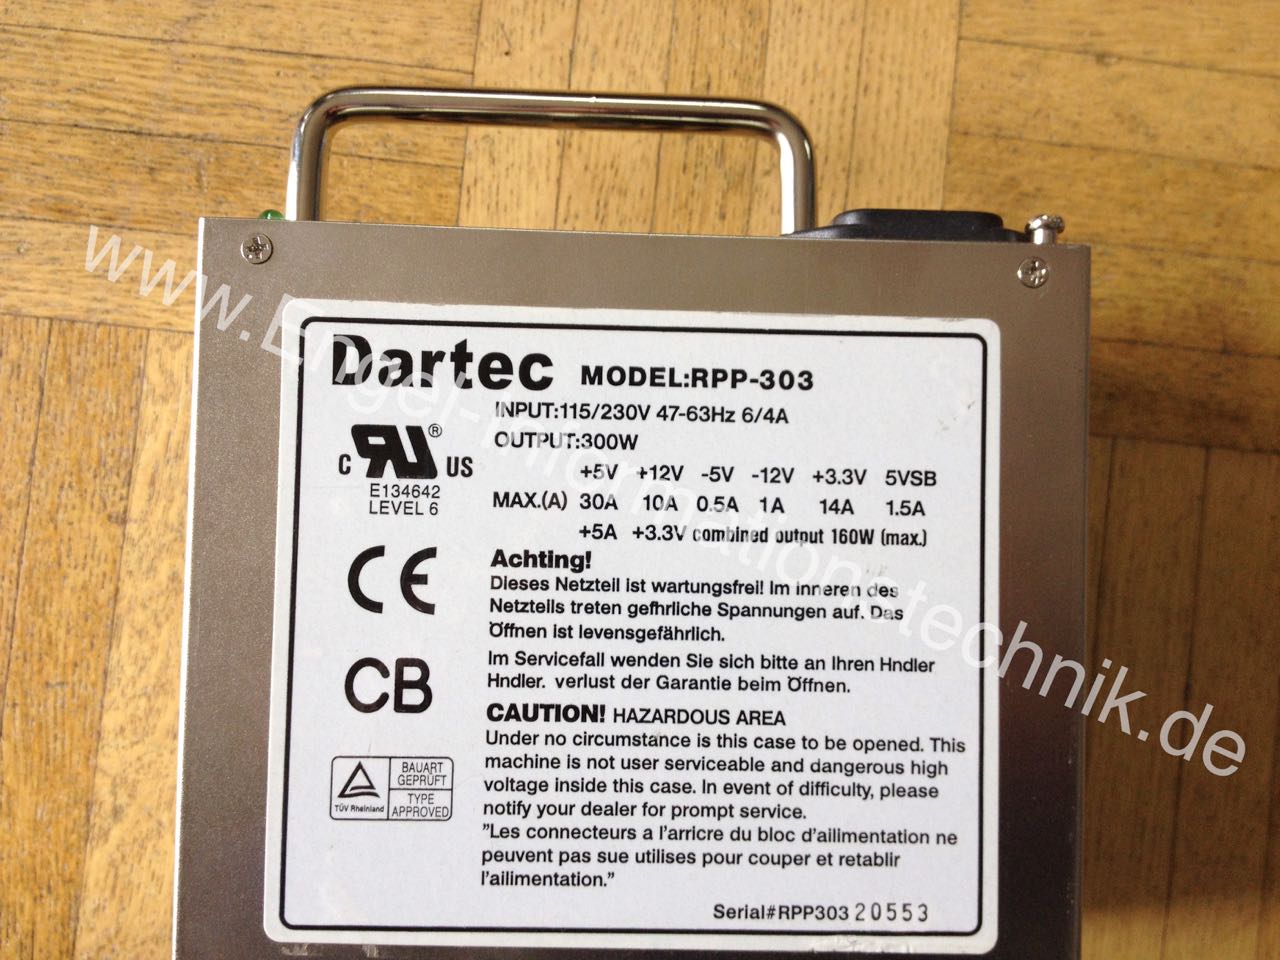 Dartec MODEL:RPP-303
INPUT:115/230V 47-63Hz 6/4A
OUTPUT:300W
+5V +12V -5V -12V +3.3V 5VSB
MAX.(A) 30A 10A 0.5A 1A 14A 1.5A
+5A +3.3V combined output 160W (max.)
C RU ® US
E134642
LEVEL 6
CE
CB
TÜV Rheinland
BAUART
GEPRÜFT
TYPE
APPROVED
Achting!
Dieses Netzteil ist wartungsfrei! Im inneren des
Netzteils treten gefhrliche Spannungen auf. Das
Öffnen ist levensgefährlich.
Im Servicefall wenden Sie sich bitte an Ihren Hndler
Hndler. verlust der Garantie beim Öffnen.
CAUTION! HAZARDOUS AREA
Under no circumstance is this case to be opened. This
machine is not user serviceable and dangerous high
voltage inside this case. In event of difficulty, please
notify your dealer for prompt service.
"Les connecteurs a l'arricre du bloc d'ailimentation ne
peuvent pas sue utilises pour couper et retablir
l'ailimentation."
Serial#RPP303 20553
www.Engel-Informationstechnik.de